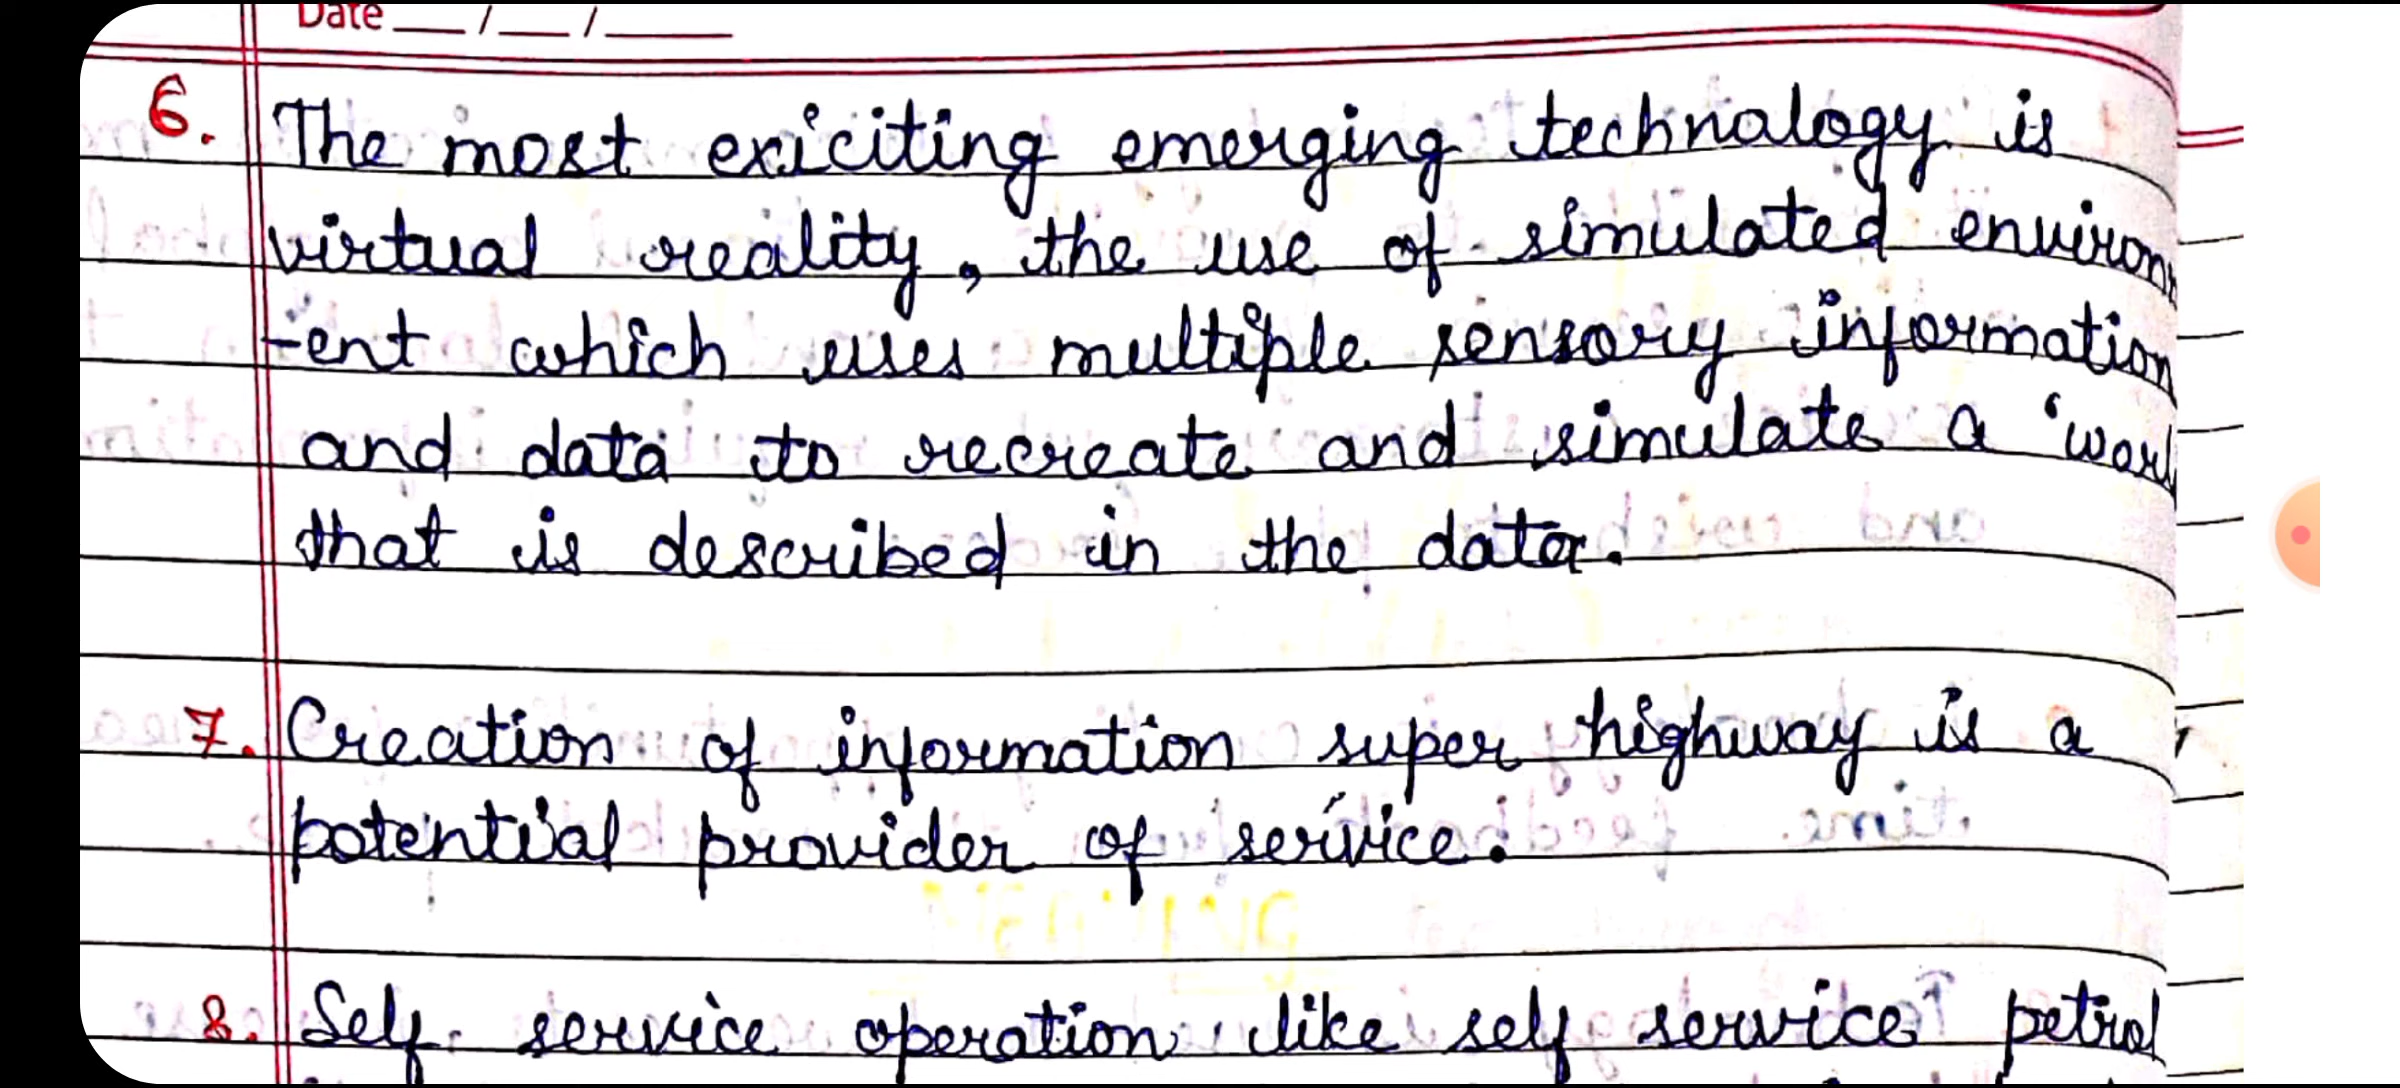 Date __/__/____
6. The most exiciting emerging technalogy is
virtual reality, the use of simulated environm
-ent which uses multiple sensory information
and data to recreate and simulate a 'worl
that is described in the data.
7. Creation of information super highway is a
potential provider of service.
8. Self service operation like self service petrol